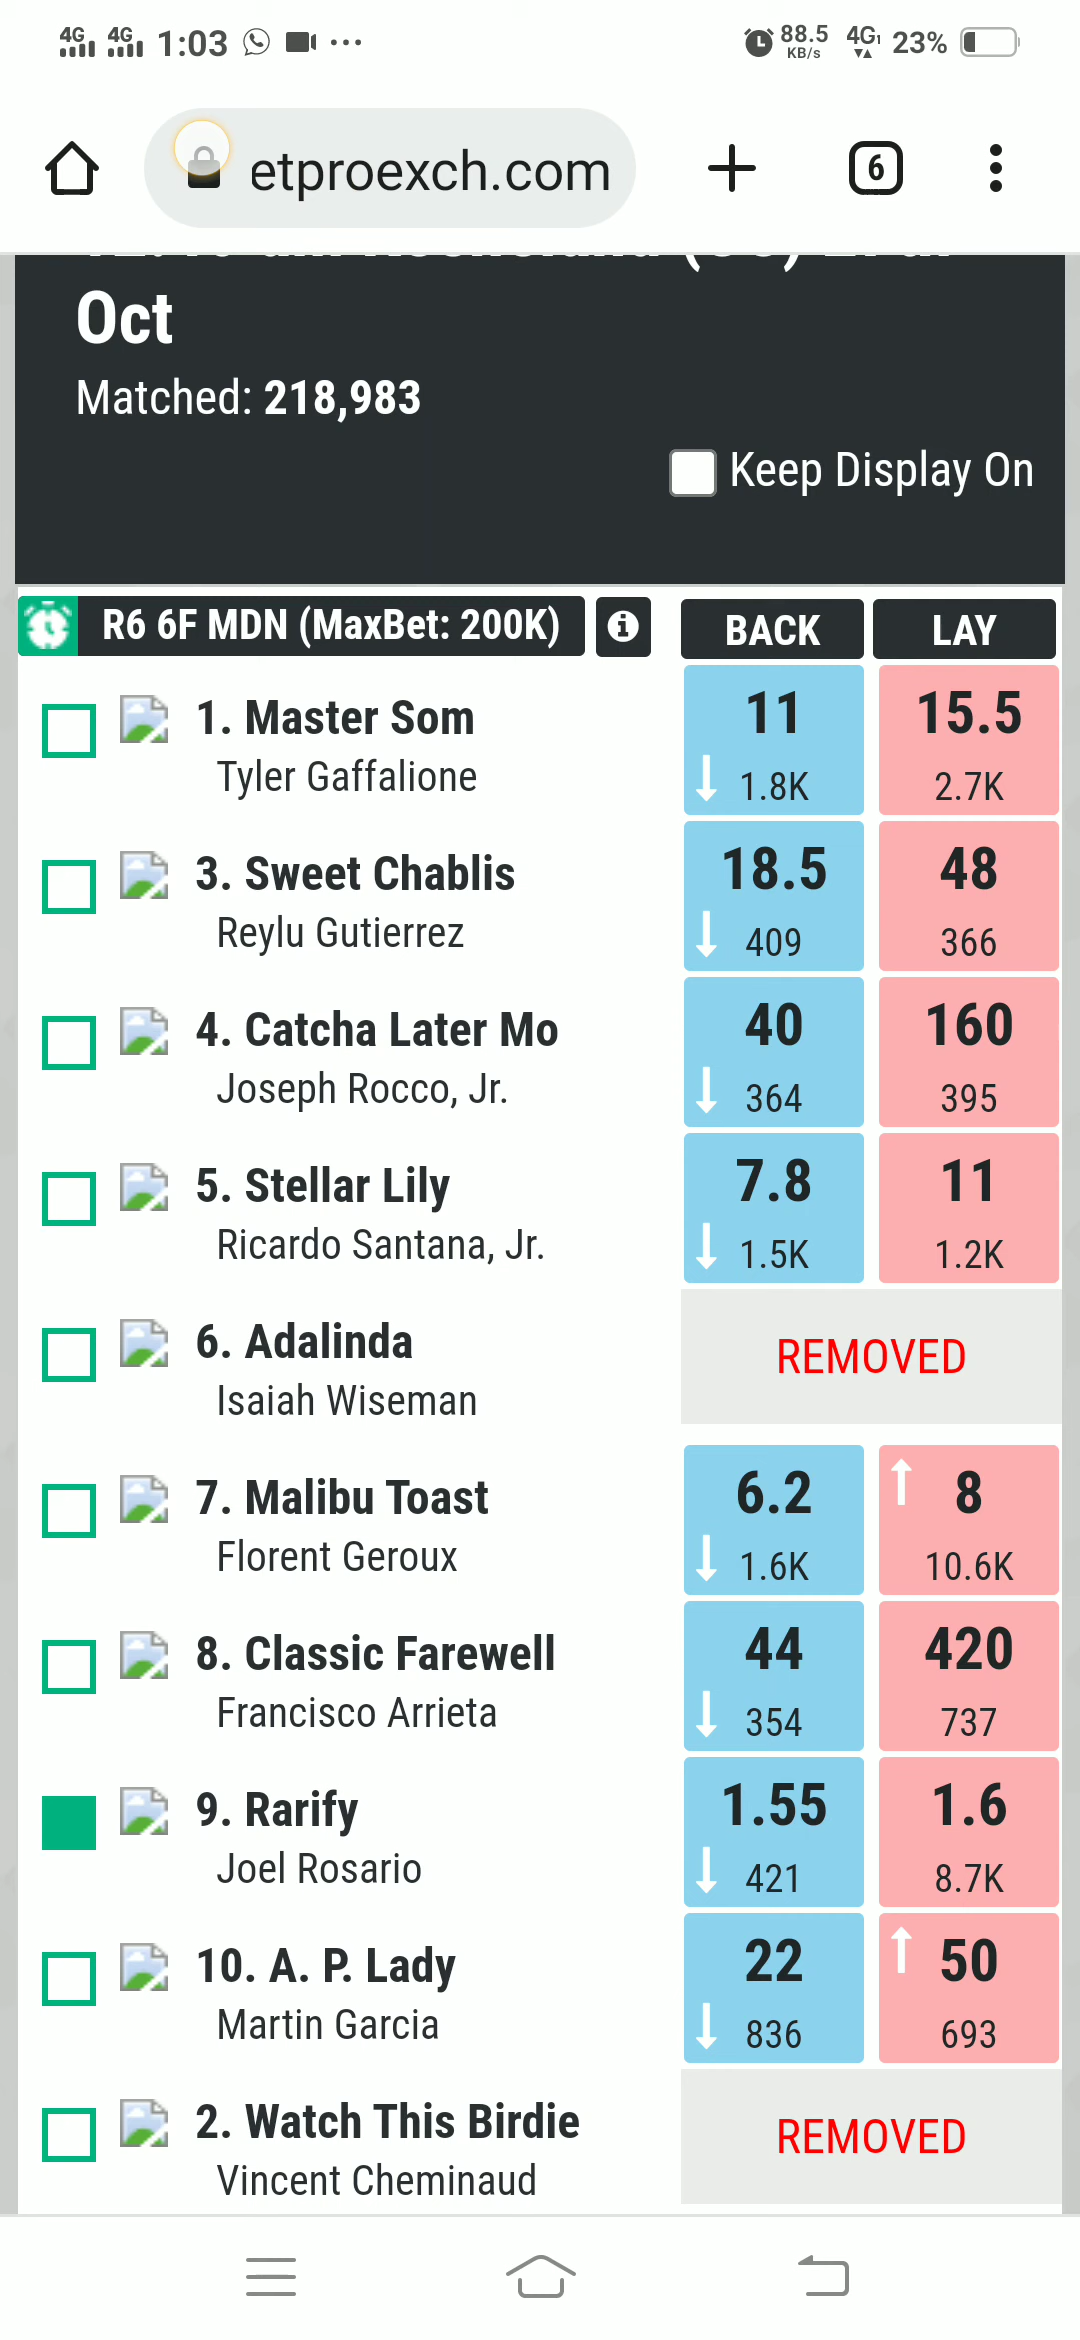 4G 4G 1:03 88.5 KB/s 4G 23%
etproexch.com 6
Oct
Matched: 218,983
Keep Display On
R6 6F MDN (MaxBet: 200K) BACK LAY
1. Master Som 11 15.5
Tyler Gaffalione 1.8K 2.7K
3. Sweet Chablis 18.5 48
Reylu Gutierrez 409 366
4. Catcha Later Mo 40 160
Joseph Rocco, Jr. 364 395
5. Stellar Lily 7.8 11
Ricardo Santana, Jr. 1.5K 1.2K
6. Adalinda REMOVED
Isaiah Wiseman
7. Malibu Toast 6.2 8
Florent Geroux 1.6K 10.6K
8. Classic Farewell 44 420
Francisco Arrieta 354 737
9. Rarify 1.55 1.6
Joel Rosario 421 8.7K
10. A. P. Lady 22 50
Martin Garcia 836 693
2. Watch This Birdie REMOVED
Vincent Cheminaud